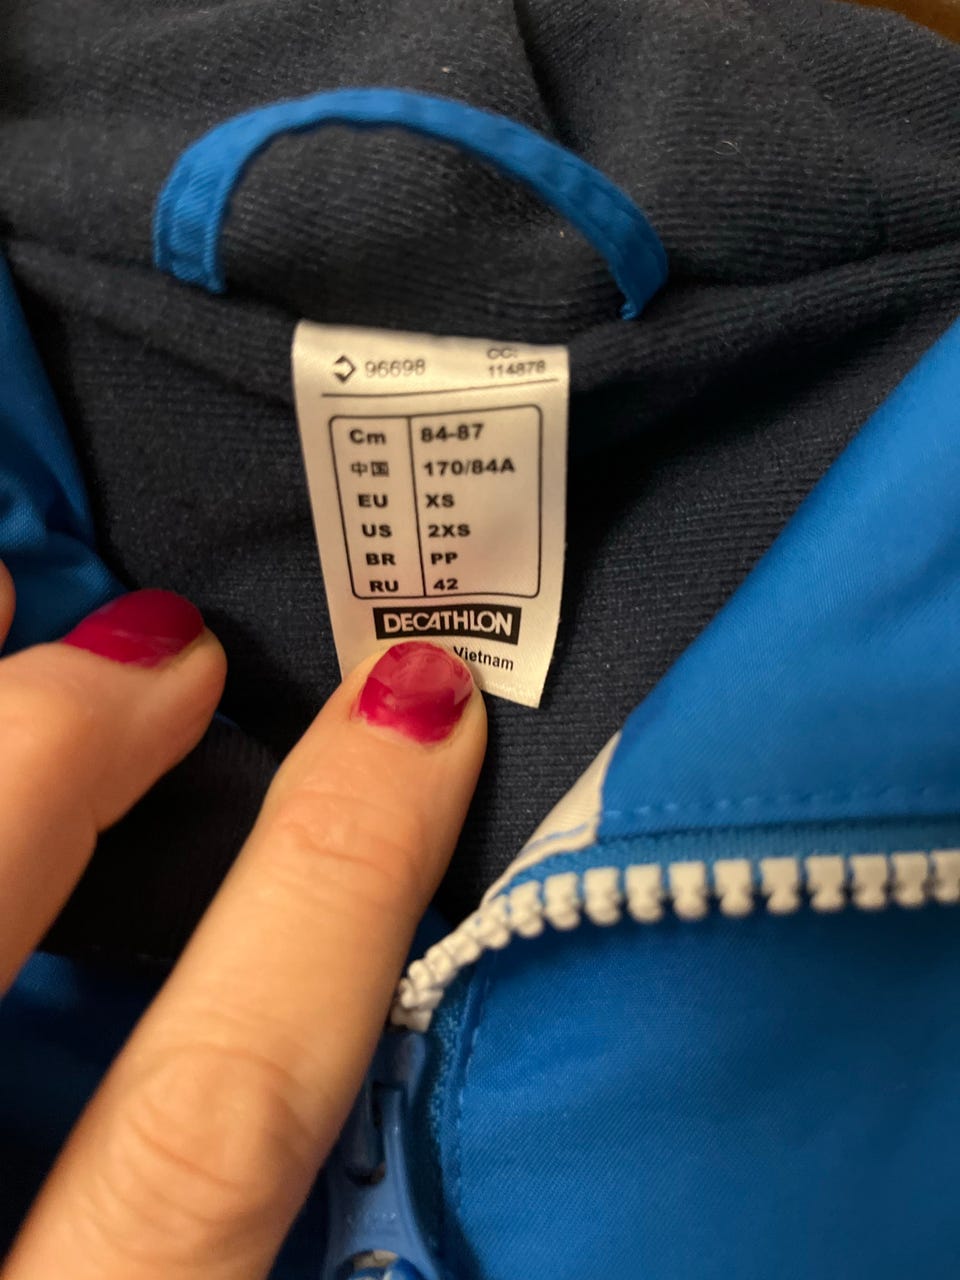 96698
CC:
114878
Cm 84-87
中国 170/84A
EU XS
US 2XS
BR PP
RU 42
DECATHLON
Vietnam